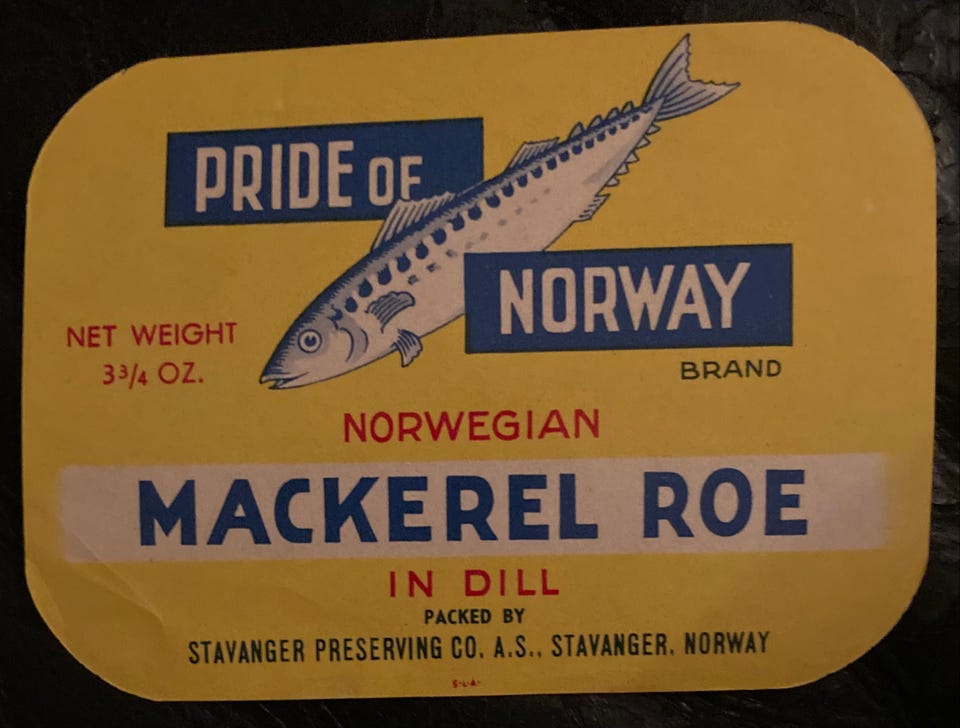 PRIDE OF
NORWAY
BRAND
NET WEIGHT
3 3/4 OZ.
NORWEGIAN
MACKEREL ROE
IN DILL
PACKED BY
STAVANGER PRESERVING CO. A.S., STAVANGER, NORWAY
S·L·A·